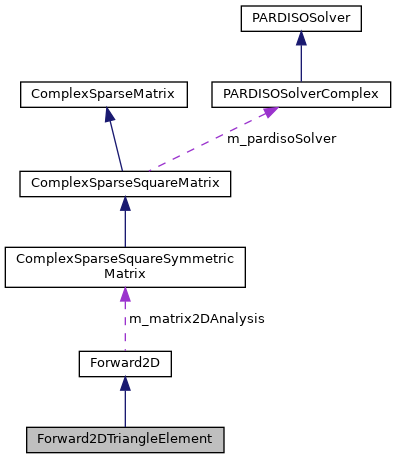 PARDISOSolver
ComplexSparseMatrix
PARDISOSolverComplex
m_pardisoSolver
ComplexSparseSquareMatrix
ComplexSparseSquareSymmetric
Matrix
m_matrix2DAnalysis
Forward2D
Forward2DTriangleElement